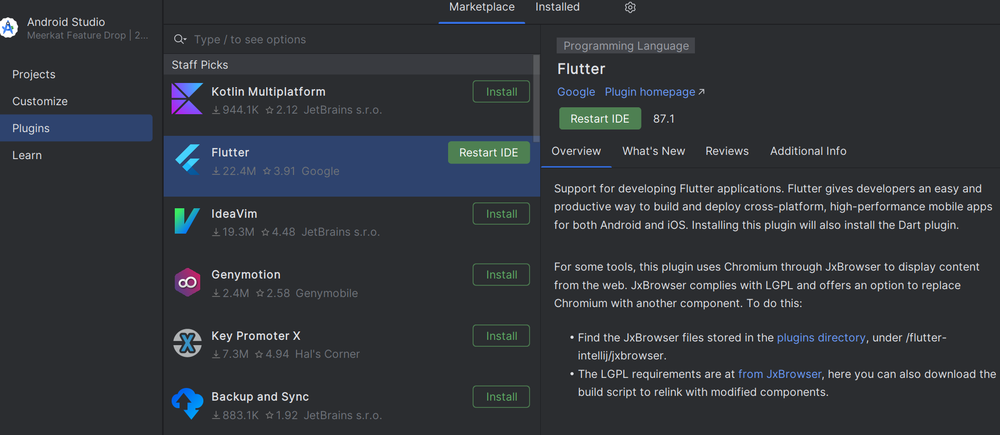 Android Studio
Meerkat Feature Drop | 2...
Projects
Customize
Plugins
Learn
Marketplace
Installed
Type / to see options
Staff Picks
Kotlin Multiplatform
944.1K 2.12 JetBrains s.r.o.
Install
Flutter
22.4M 3.91 Google
Restart IDE
IdeaVim
19.3M 4.48 JetBrains s.r.o.
Install
Genymotion
2.4M 2.58 Genymobile
Install
Key Promoter X
7.3M 4.94 Hal's Corner
Install
Backup and Sync
883.1K 1.92 JetBrains s.r.o.
Install
Programming Language
Flutter
Google Plugin homepage ↗
Restart IDE 87.1
Overview What's New Reviews Additional Info
Support for developing Flutter applications. Flutter gives developers an easy and
productive way to build and deploy cross-platform, high-performance mobile apps
for both Android and iOS. Installing this plugin will also install the Dart plugin.
For some tools, this plugin uses Chromium through JxBrowser to display content
from the web. JxBrowser complies with LGPL and offers an option to replace
Chromium with another component. To do this:
• Find the JxBrowser files stored in the plugins directory, under /flutter-
intellij/jxbrowser.
• The LGPL requirements are at from JxBrowser, here you can also download the
build script to relink with modified components.